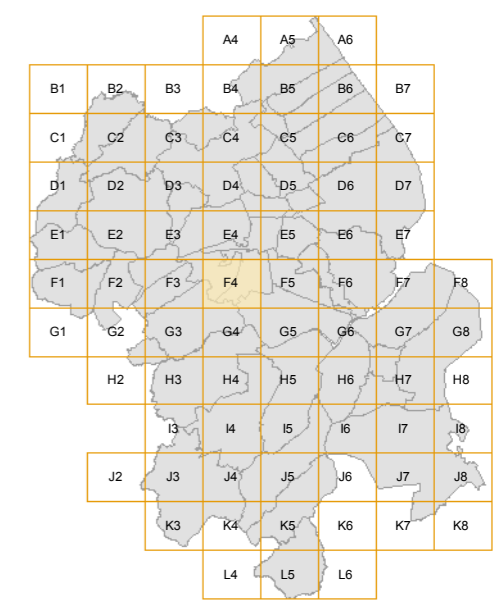 A4 A5 A6
B1 B2 B3 B4 B5 B6 B7
C1 C2 C3 C4 C5 C6 C7
D1 D2 D3 D4 D5 D6 D7
E1 E2 E3 E4 E5 E6 E7
F1 F2 F3 F4 F5 F6 F7 F8
G1 G2 G3 G4 G5 G6 G7 G8
H2 H3 H4 H5 H6 H7 H8
I3 I4 I5 I6 I7 I8
J2 J3 J4 J5 J6 J7 J8
K3 K4 K5 K6 K7 K8
L4 L5 L6